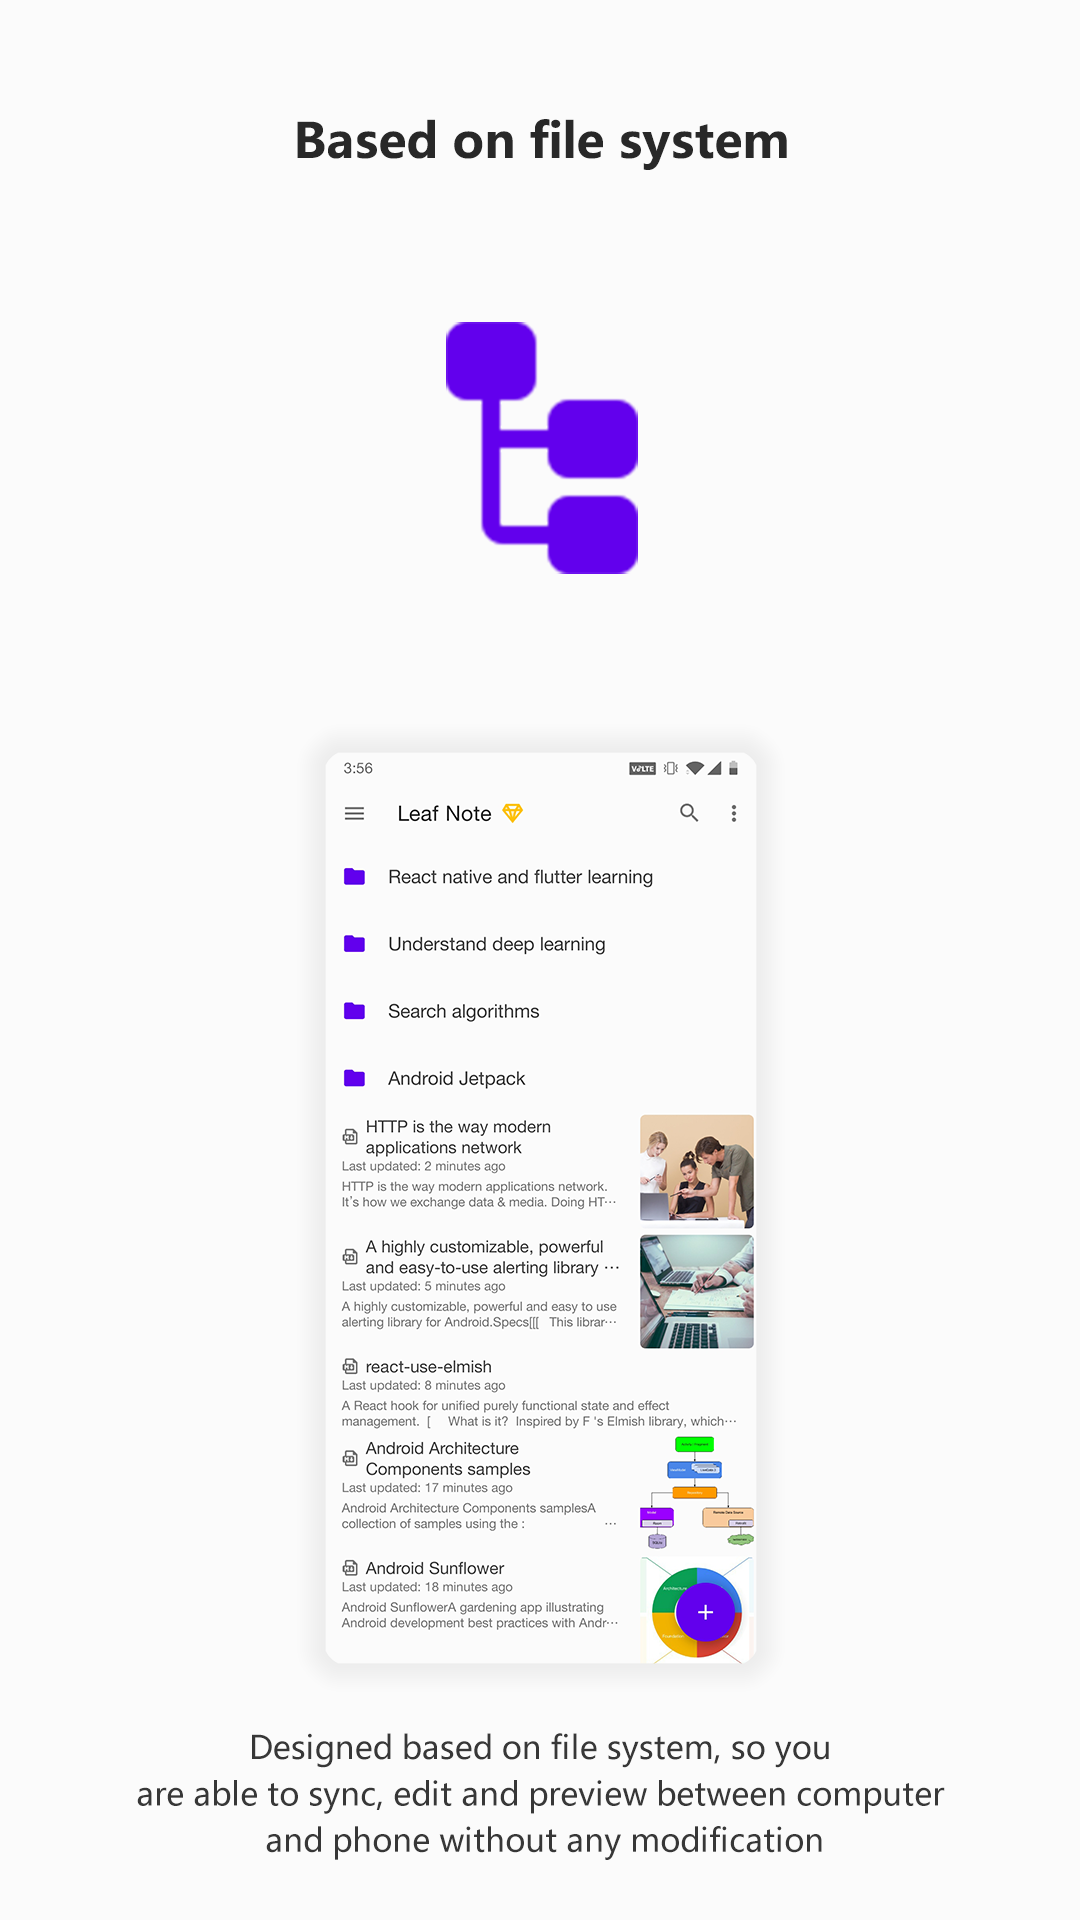 Based on file system
3:56
VoLTE
Leaf Note
React native and flutter learning
Understand deep learning
Search algorithms
Android Jetpack
HTTP is the way modern
applications network
Last updated: 2 minutes ago
HTTP is the way modern applications network.
It's how we exchange data & media. Doing HT···
A highly customizable, powerful
and easy-to-use alerting library ···
Last updated: 5 minutes ago
A highly customizable, powerful and easy to use
alerting library for Android.Specs[[[ This librar···
react-use-elmish
Last updated: 8 minutes ago
A React hook for unified purely functional state and effect
management. [ What is it? Inspired by F 's Elmish library, which···
Android Architecture
Components samples
Last updated: 17 minutes ago
Android Architecture Components samplesA
collection of samples using the : ···
Remote Data Source
Android Sunflower
Last updated: 18 minutes ago
Android SunflowerA gardening app illustrating
Android development best practices with Andr···
Architecture
+
Designed based on file system, so you
are able to sync, edit and preview between computer
and phone without any modification